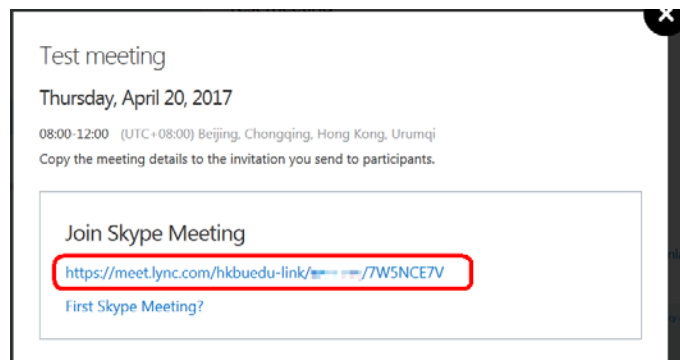 Test meeting
Thursday, April 20, 2017
08:00-12:00 (UTC+08:00) Beijing, Chongqing, Hong Kong, Urumqi
Copy the meeting details to the invitation you send to participants.
Join Skype Meeting
https://meet.lync.com/hkbuedu-link/ /7W5NCE7V
First Skype Meeting?